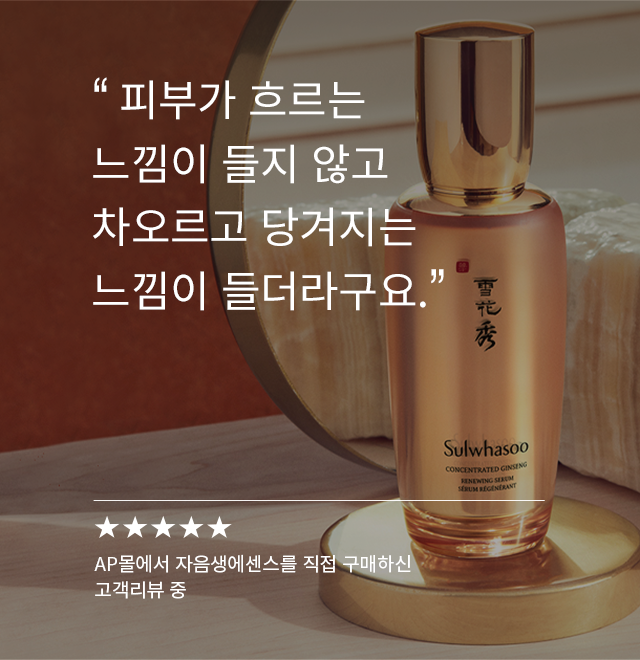 “ 피부가 흐르는
느낌이 들지 않고
차오르고 당겨지는
느낌이 들더라구요.”
雪花秀
Sulwhasoo
CONCENTRATED GINSENG
RENEWING SERUM
SÉRUM RÉGÉNÉRANT
★★★★★
AP몰에서 자음생에센스를 직접 구매하신
고객리뷰 중